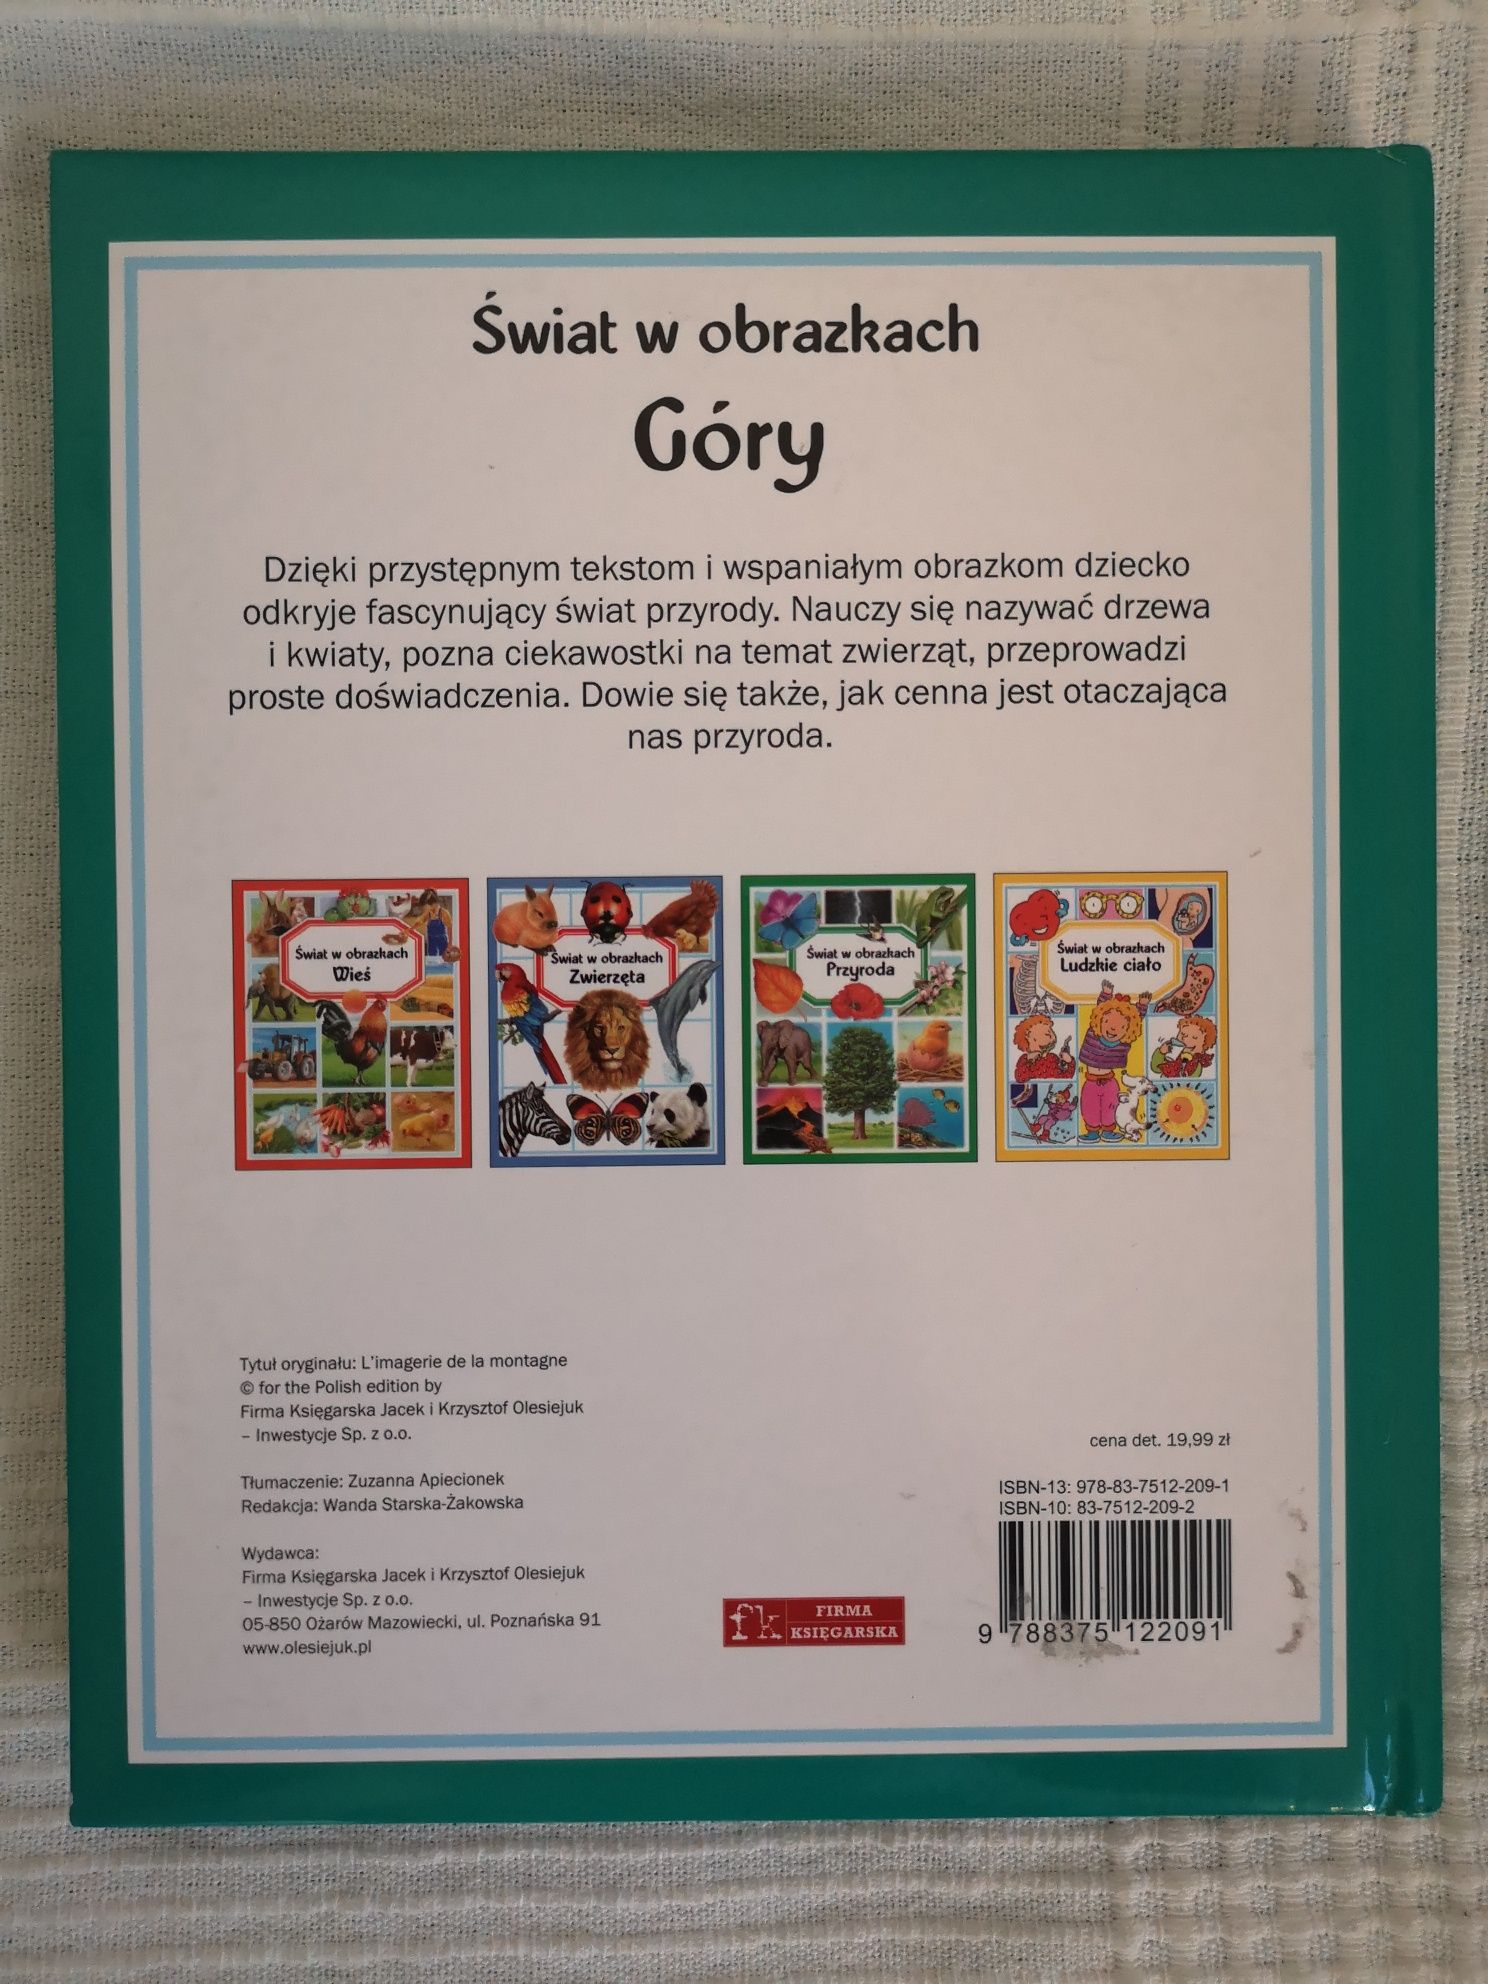 Świat w obrazkach
Góry
Dzięki przystępnym tekstom i wspaniałym obrazkom dziecko
odkryje fascynujący świat przyrody. Nauczy się nazywać drzewa
i kwiaty, pozna ciekawostki na temat zwierząt, przeprowadzi
proste doświadczenia. Dowie się także, jak cenna jest otaczająca
nas przyroda.
Świat w obrazkach
Wieś
Świat w obrazkach
Zwierzęta
Świat w obrazkach
Przyroda
Świat w obrazkach
Ludzkie ciało
Tytuł oryginału: L'imagerie de la montagne
© for the Polish edition by
Firma Księgarska Jacek i Krzysztof Olesiejuk
– Inwestycje Sp. z o.o.
Tłumaczenie: Zuzanna Apiecionek
Redakcja: Wanda Starska-Żakowska
Wydawca:
Firma Księgarska Jacek i Krzysztof Olesiejuk
– Inwestycje Sp. z o.o.
05-850 Ożarów Mazowiecki, ul. Poznańska 91
www.olesiejuk.pl
fk
FIRMA
KSIĘGARSKA
cena det. 19,99 zł
ISBN-13: 978-83-7512-209-1
ISBN-10: 83-7512-209-2
9 788375 122091